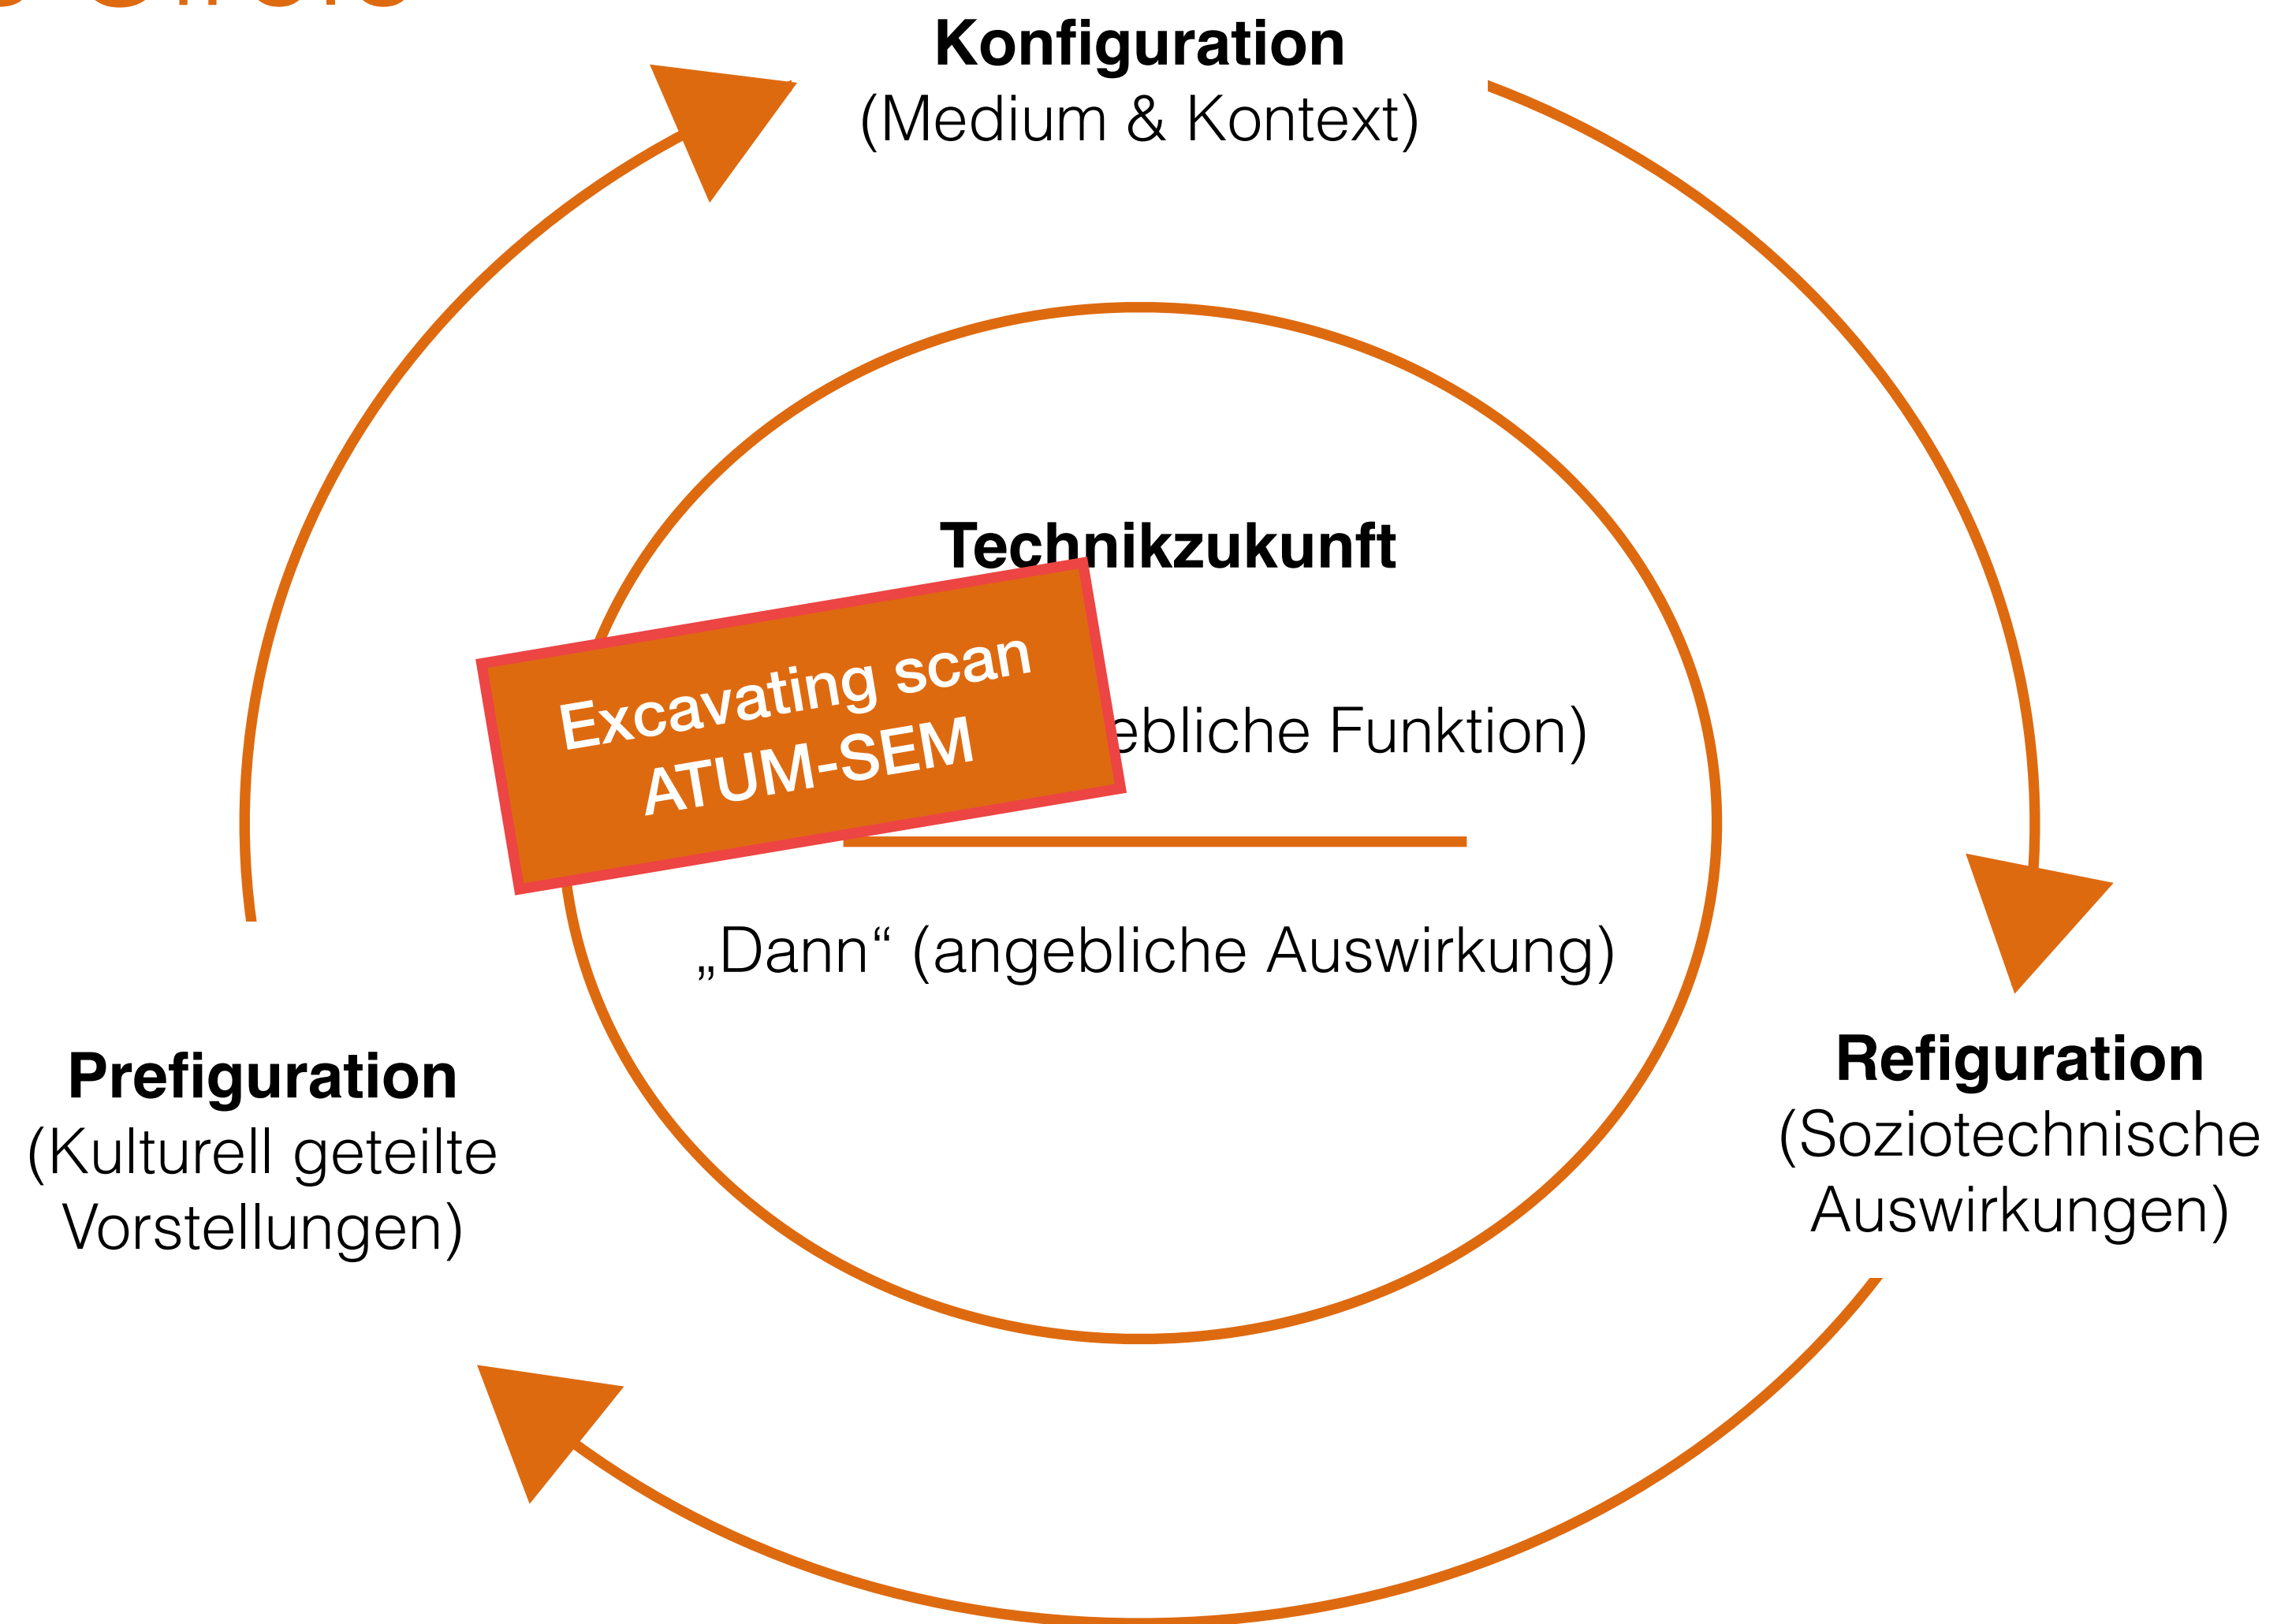 Konfiguration
(Medium & Kontext)
Technikzukunft
Excavating scan
ATUM-SEM
ebliche Funktion)
„Dann“ (angebliche Auswirkung)
Prefiguration
(Kulturell geteilte
Vorstellungen)
Refiguration
(Soziotechnische
Auswirkungen)